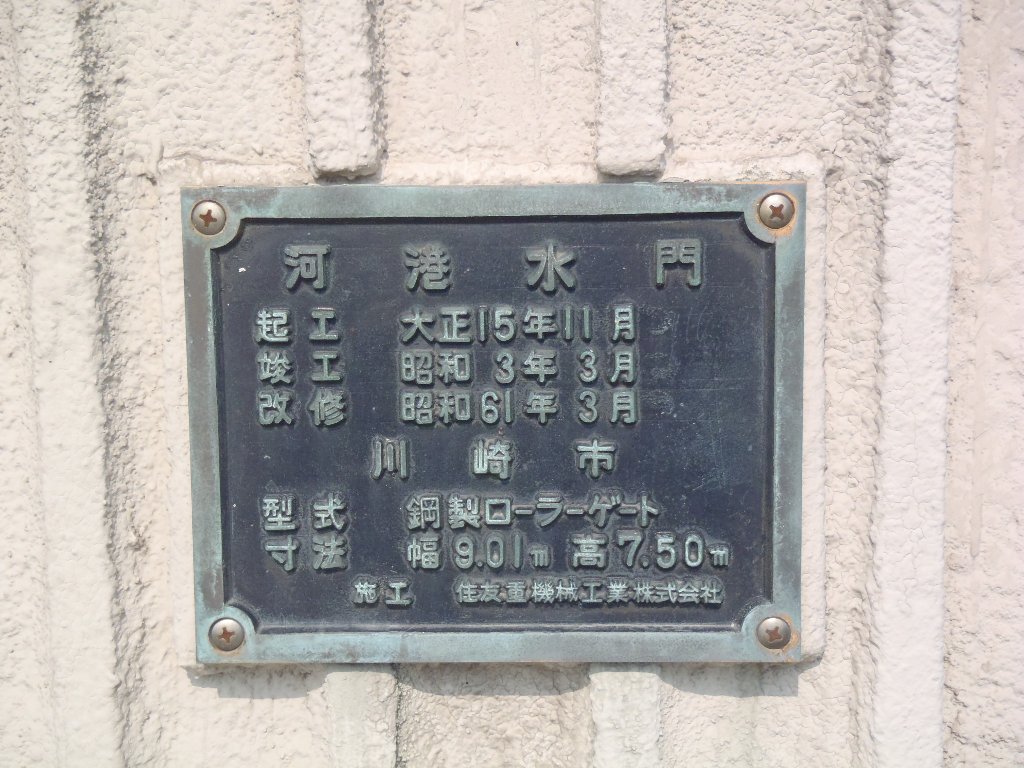 河港水門
起工 大正15年11月
竣工 昭和3年3月
改修 昭和61年3月
川崎市
型式 鋼製ローラーゲート
寸法 幅9.01m 高7.50m
施工 住友重機械工業株式会社